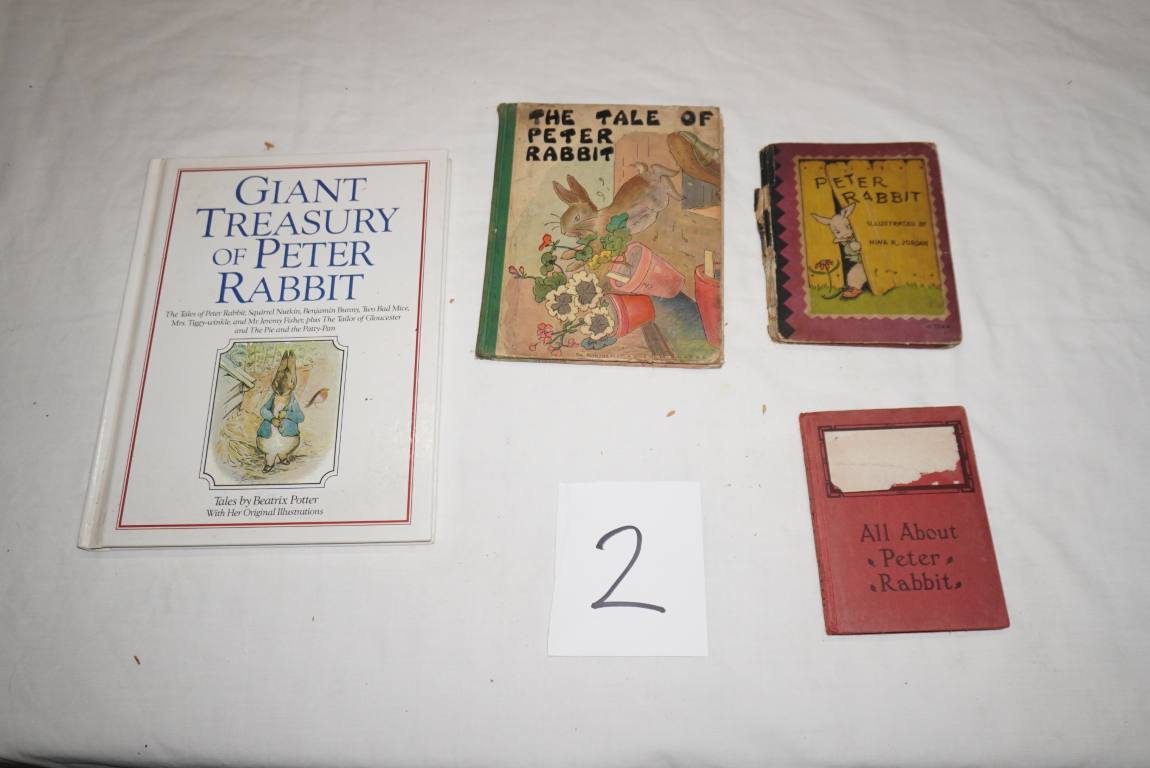 GIANT
TREASURY
OF PETER
RABBIT
The Tales of Peter Rabbit, Squirrel Nutkin, Benjamin Bunny, Two Bad Mice,
Mrs. Tiggy-winkle, and Mr. Jeremy Fisher, plus The Tailor of Gloucester
and The Pie and the Patty-Pan
Tales by Beatrix Potter
With Her Original Illustrations
THE TALE OF
PETER
RABBIT
PETER
RABBIT
ILLUSTRATED BY
NINA R. JORDAN
2
All About
Peter
Rabbit